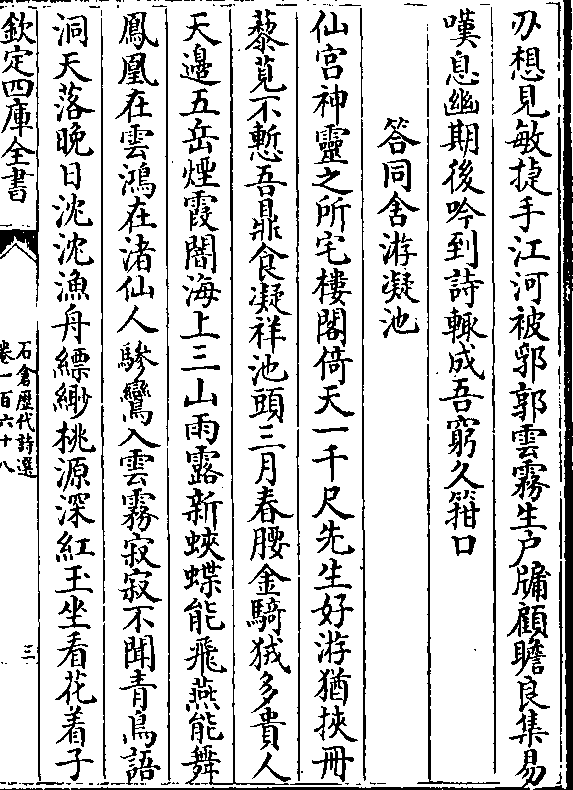 刃想見敏捷手江河被郛郭雲霧生户牖顧瞻良集易
嘆息幽期後吟到詩輙成吾窮久箝口
答同舍游凝池
仙宮神靈之所宅樓閣倚天一千尺先生好游猶挾冊
藜莧不慙吾鼎食凝祥池頭三月春腰金騎狨多貴人
天邉五岳煙霞闇海上三山雨露新蛺蝶能飛燕能舞
鳳凰在雲鴻在渚仙人驂鸞入雲霧寂寂不聞青鳥語
洞天落晚日沈沈漁舟縹緲桃源深紅玉坐看花着子
欽定四庫全書
石倉歷代詩選
卷一百六十八
三